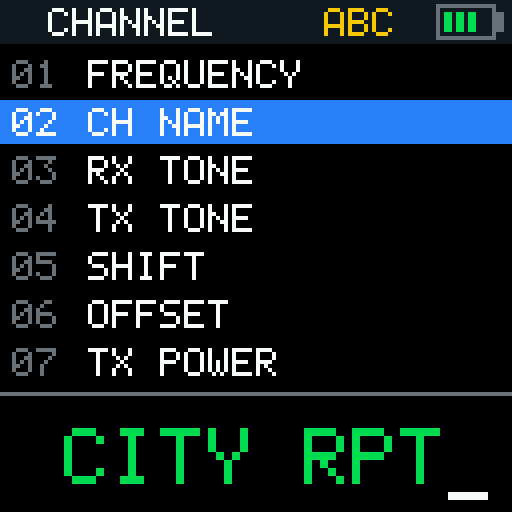 CHANNEL ABC
01 FREQUENCY
02 CH NAME
03 RX TONE
04 TX TONE
05 SHIFT
06 OFFSET
07 TX POWER
CITY RPT_